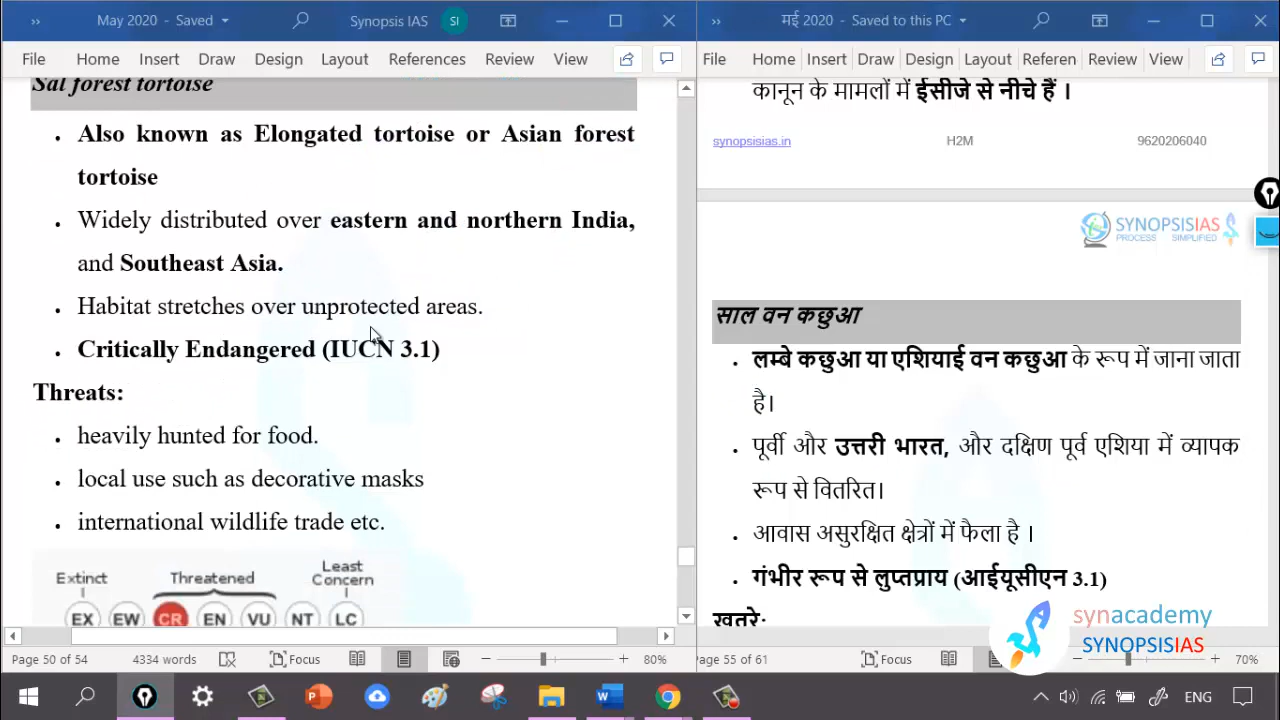 May 2020 - Saved
Synopsis IAS
SI
File Home Insert Draw Design Layout References Review View
Sal forest tortoise
Also known as Elongated tortoise or Asian forest
tortoise
Widely distributed over eastern and northern India,
and Southeast Asia.
Habitat stretches over unprotected areas.
Critically Endangered (IUCN 3.1)
Threats:
heavily hunted for food.
local use such as decorative masks
international wildlife trade etc.
Extinct Threatened Least
Concern
EX EW CR EN VU NT LC
Page 50 of 54 4334 words Focus 80%
मई 2020 - Saved to this PC
File Home Insert Draw Design Layout Referen Review View
कानून के मामलों में ईसीजे से नीचे हैं ।
synopsisias.in H2M 9620206040
SYNOPSISIAS
PROCESS SIMPLIFIED
साल वन कछुआ
लम्बे कछुआ या एशियाई वन कछुआ के रूप में जाना जाता
है।
पूर्वी और उत्तरी भारत, और दक्षिण पूर्व एशिया में व्यापक
रूप से वितरित।
आवास असुरक्षित क्षेत्रों में फैला है ।
गंभीर रूप से लुप्तप्राय (आईयूसीएन 3.1)
खतरे:
synacademy
SYNOPSISIAS
Page 55 of 61 Focus 70%
ENG